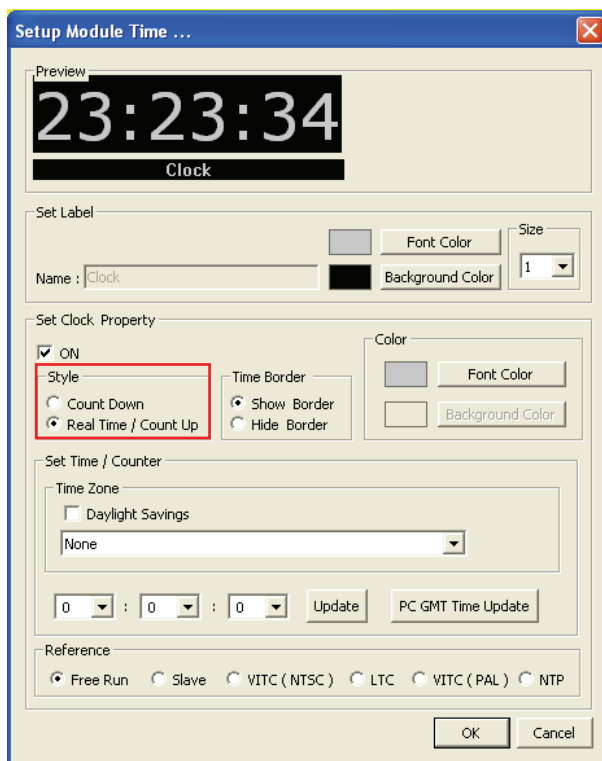 Setup Module Time ...
Preview
23:23:34
Clock
Set Label
Size
Font Color
1
Name : Clock
Background Color
Set Clock Property
ON
Color
Style
Time Border
Font Color
Count Down
Show Border
Background Color
Real Time / Count Up
Hide Border
Set Time / Counter
Time Zone
Daylight Savings
None
0 : 0 : 0 Update PC GMT Time Update
Reference
Free Run Slave VITC ( NTSC ) LTC VITC ( PAL ) NTP
OK Cancel